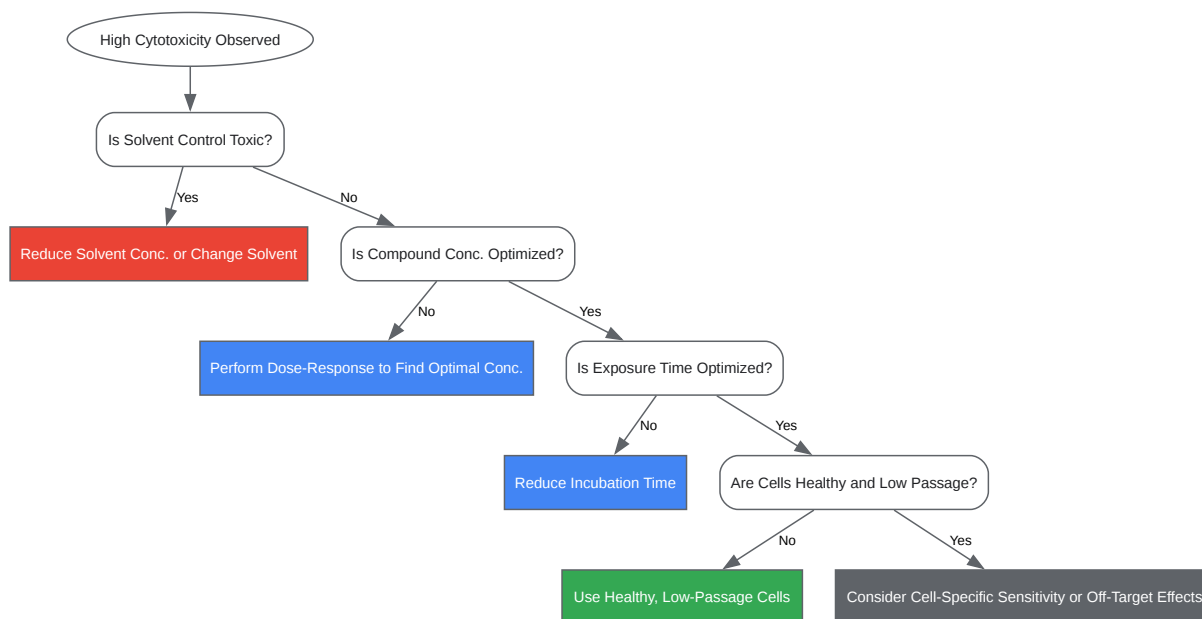 High Cytotoxicity Observed
Is Solvent Control Toxic?
Yes
No
Reduce Solvent Conc. or Change Solvent
Is Compound Conc. Optimized?
No
Yes
Perform Dose-Response to Find Optimal Conc.
Is Exposure Time Optimized?
No
Yes
Reduce Incubation Time
Are Cells Healthy and Low Passage?
No
Yes
Use Healthy, Low-Passage Cells
Consider Cell-Specific Sensitivity or Off-Target Effects